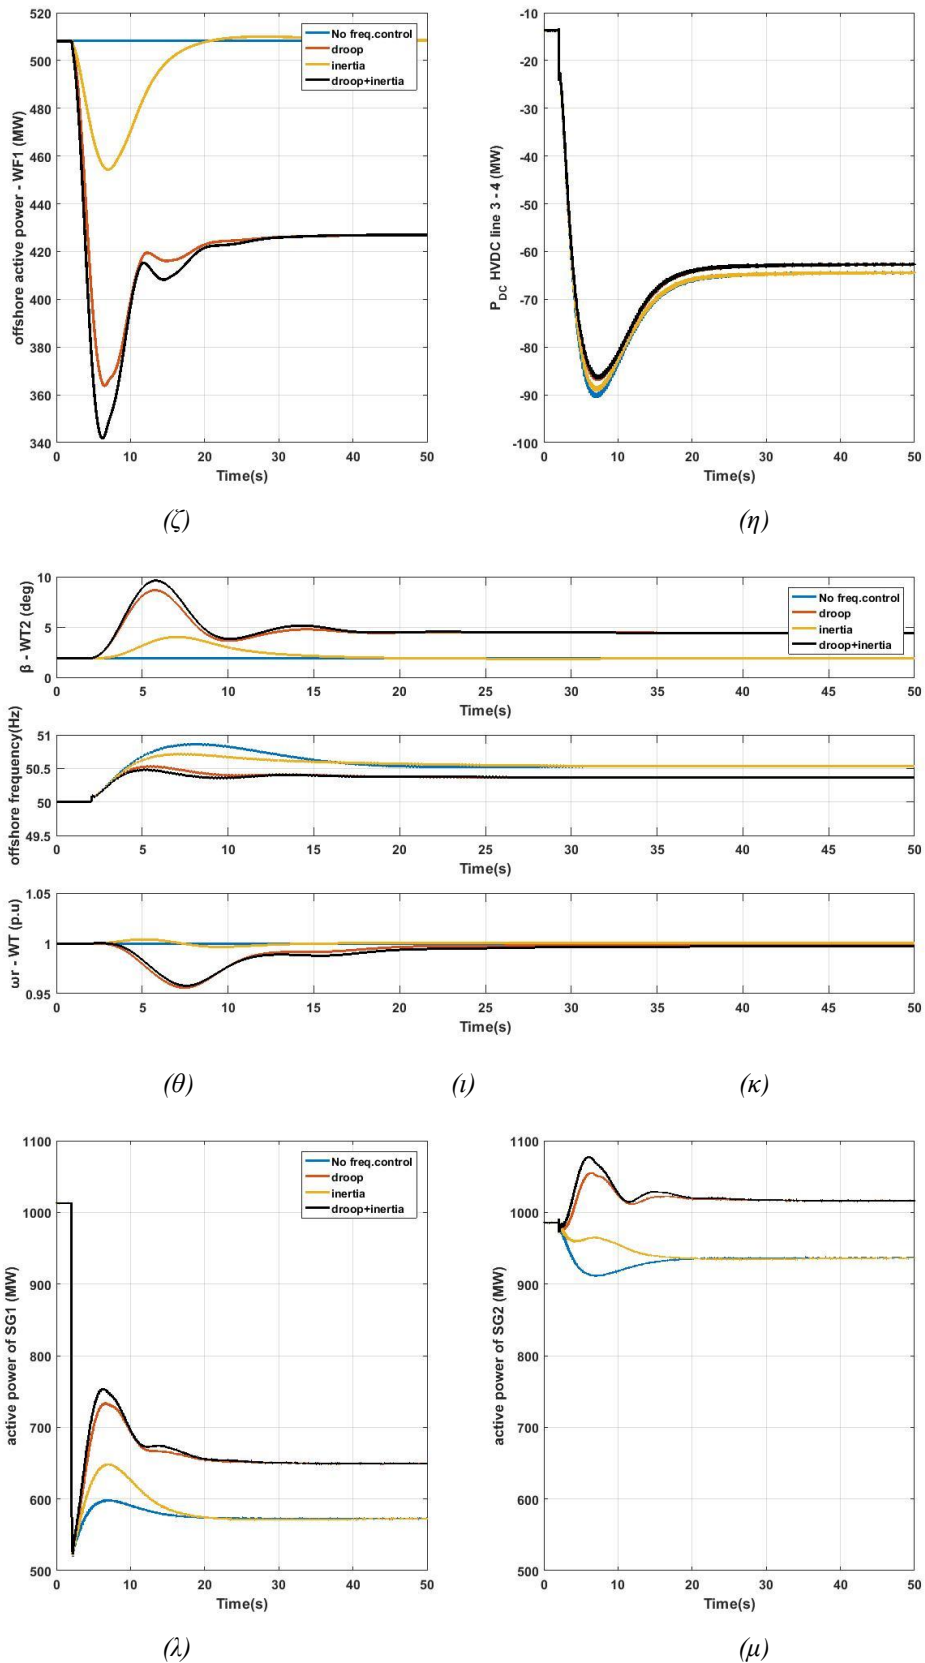 520
500
480
460
440
420
400
380
360
340
0 10 20 30 40 50
Time(s)
offshore active power - WF1 (MW)
No freq.control
droop
inertia
droop+inertia
-10
-20
-30
-40
-50
-60
-70
-80
-90
-100
0 10 20 30 40 50
Time(s)
P_DC HVDC line 3 - 4 (MW)
(ζ) (η)
10
5
0
0 5 10 15 20 25 30 35 40 45 50
Time(s)
β - WT2 (deg)
No freq.control
droop
inertia
droop+inertia
51
50.5
50
49.5
0 5 10 15 20 25 30 35 40 45 50
Time(s)
offshore frequency(Hz)
1.05
1
0.95
0 5 10 15 20 25 30 35 40 45 50
Time(s)
ωr - WT (p.u)
(θ) (ι) (κ)
1100
1000
900
800
700
600
500
0 10 20 30 40 50
Time(s)
active power of SG1 (MW)
No freq.control
droop
inertia
droop+inertia
1100
1000
900
800
700
600
500
0 10 20 30 40 50
Time(s)
active power of SG2 (MW)
(λ) (μ)